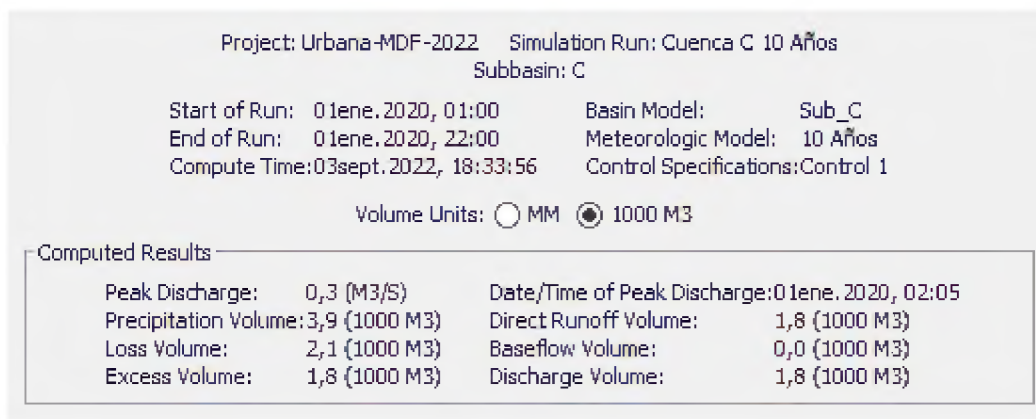 Project: Urbana-MDF-2022 Simulation Run: Cuenca C 10 Años
Subbasin: C
Start of Run: 01ene.2020, 01:00 Basin Model: Sub_C
End of Run: 01ene.2020, 22:00 Meteorologic Model: 10 Años
Compute Time:03sept.2022, 18:33:56 Control Specifications:Control 1
Volume Units: MM 1000 M3
Computed Results
Peak Discharge: 0,3 (M3/S) Date/Time of Peak Discharge:01ene.2020, 02:05
Precipitation Volume:3,9 (1000 M3) Direct Runoff Volume: 1,8 (1000 M3)
Loss Volume: 2,1 (1000 M3) Baseflow Volume: 0,0 (1000 M3)
Excess Volume: 1,8 (1000 M3) Discharge Volume: 1,8 (1000 M3)